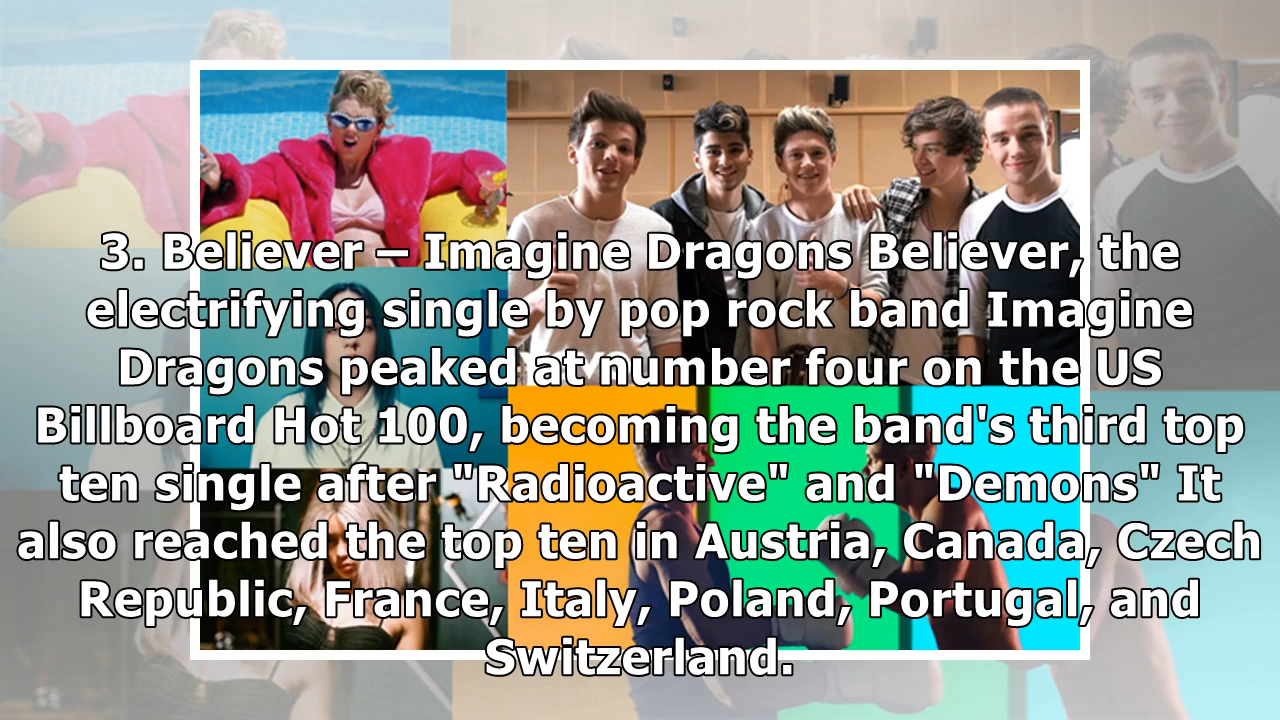 3. Believer – Imagine Dragons Believer, the
electrifying single by pop rock band Imagine
Dragons peaked at number four on the US
Billboard Hot 100, becoming the band's third top
ten single after "Radioactive" and "Demons" It
also reached the top ten in Austria, Canada, Czech
Republic, France, Italy, Poland, Portugal, and
Switzerland.